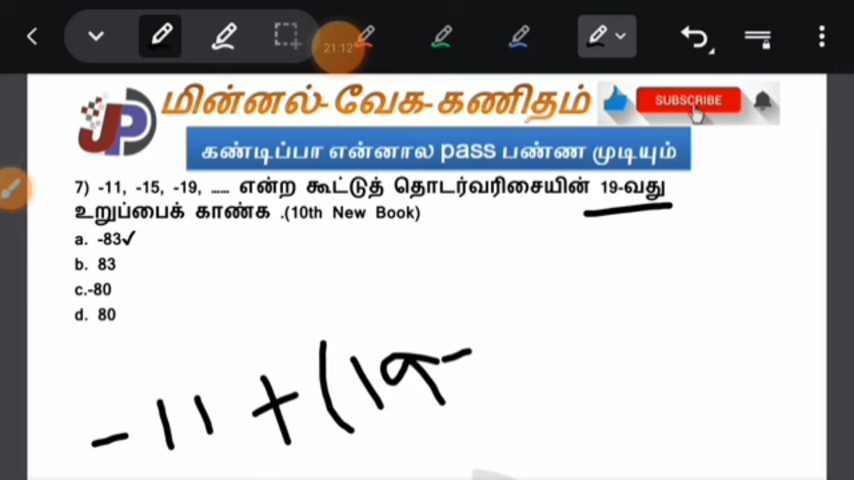 21:12
JP
மின்னல்-வேக-கணிதம்
SUBSCRIBE
கண்டிப்பா என்னால pass பண்ண முடியும்
7) -11, -15, -19, ...... என்ற கூட்டுத் தொடர்வரிசையின் 19-வது
உறுப்பைக் காண்க .(10th New Book)
a. -83✓
b. 83
c.-80
d. 80
-11 + (19-